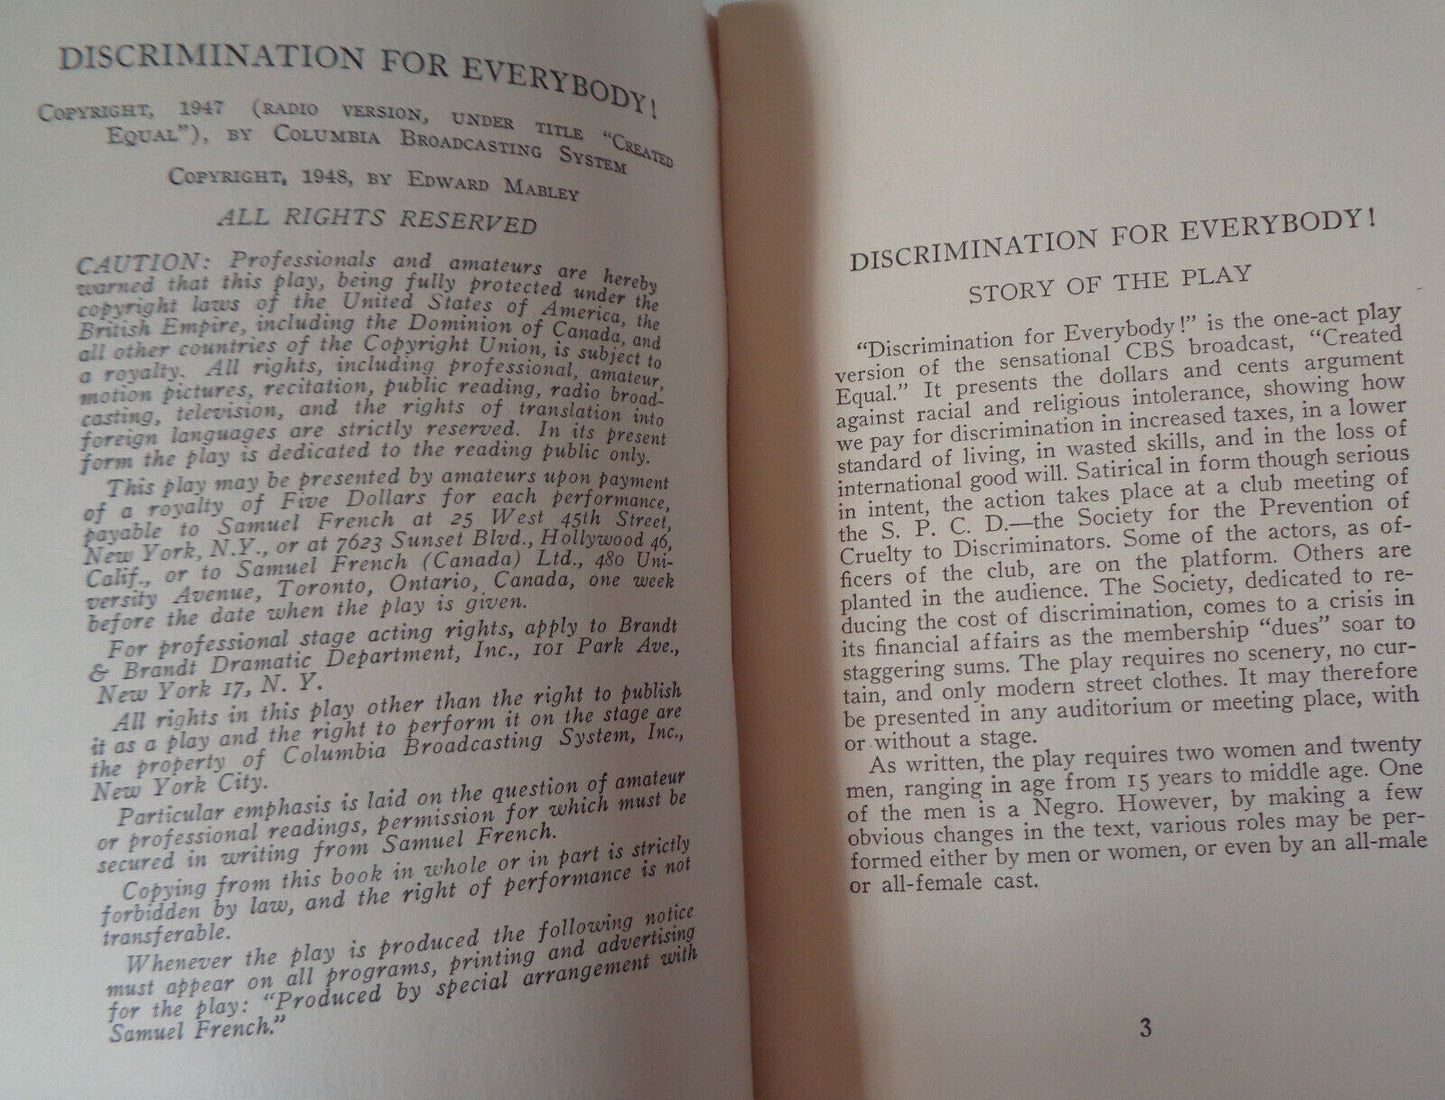 DISCRIMINATION FOR EVERYBODY!
COPYRIGHT, 1947 (RADIO VERSION, UNDER TITLE "CREATED
EQUAL"), BY COLUMBIA BROADCASTING SYSTEM
COPYRIGHT, 1948, BY EDWARD MABLEY
ALL RIGHTS RESERVED
CAUTION: Professionals and amateurs are hereby
warned that this play, being fully protected under the
copyright laws of the United States of America, the
British Empire, including the Dominion of Canada, and
all other countries of the Copyright Union, is subject to
a royalty. All rights, including professional, amateur,
motion pictures, recitation, public reading, radio broad-
casting, television, and the rights of translation into
foreign languages are strictly reserved. In its present
form the play is dedicated to the reading public only.
This play may be presented by amateurs upon payment
of a royalty of Five Dollars for each performance,
payable to Samuel French at 25 West 45th Street,
New York, N.Y., or at 7623 Sunset Blvd., Hollywood 46,
Calif., or to Samuel French (Canada) Ltd., 480 Uni-
versity Avenue, Toronto, Ontario, Canada, one week
before the date when the play is given.
For professional stage acting rights, apply to Brandt
& Brandt Dramatic Department, Inc., 101 Park Ave.,
New York 17, N. Y.
All rights in this play other than the right to publish
it as a play and the right to perform it on the stage are
the property of Columbia Broadcasting System, Inc.,
New York City.
Particular emphasis is laid on the question of amateur
or professional readings, permission for which must be
secured in writing from Samuel French.
Copying from this book in whole or in part is strictly
forbidden by law, and the right of performance is not
transferable.
Whenever the play is produced the following notice
must appear on all programs, printing and advertising
for the play: "Produced by special arrangement with
Samuel French."
DISCRIMINATION FOR EVERYBODY!
STORY OF THE PLAY
"Discrimination for Everybody!" is the one-act play
version of the sensational CBS broadcast, "Created
Equal." It presents the dollars and cents argument
against racial and religious intolerance, showing how
we pay for discrimination in increased taxes, in a lower
standard of living, in wasted skills, and in the loss of
international good will. Satirical in form though serious
in intent, the action takes place at a club meeting of
the S. P. C. D.—the Society for the Prevention of
Cruelty to Discriminators. Some of the actors, as of-
ficers of the club, are on the platform. Others are
planted in the audience. The Society, dedicated to re-
ducing the cost of discrimination, comes to a crisis in
its financial affairs as the membership "dues" soar to
staggering sums. The play requires no scenery, no cur-
tain, and only modern street clothes. It may therefore
be presented in any auditorium or meeting place, with
or without a stage.
As written, the play requires two women and twenty
men, ranging in age from 15 years to middle age. One
of the men is a Negro. However, by making a few
obvious changes in the text, various roles may be per-
formed either by men or women, or even by an all-male
or all-female cast.
3